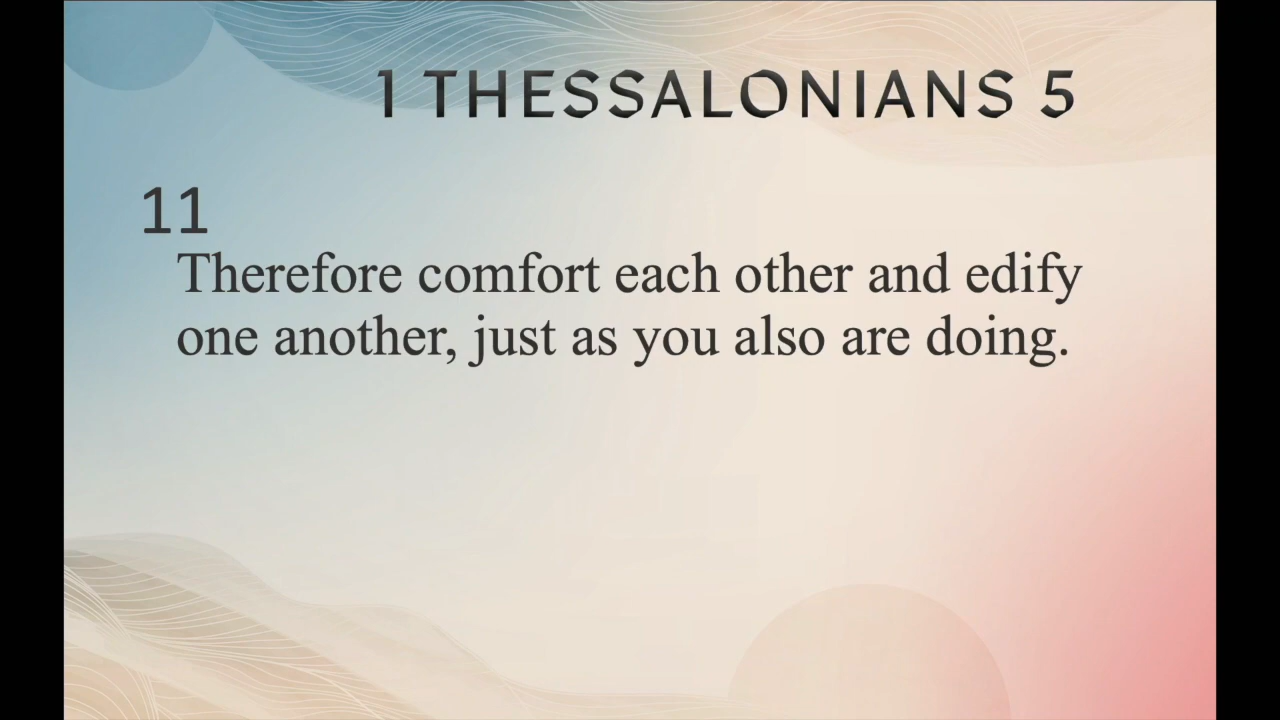 1 THESSALONIANS 5
11
Therefore comfort each other and edify
one another, just as you also are doing.